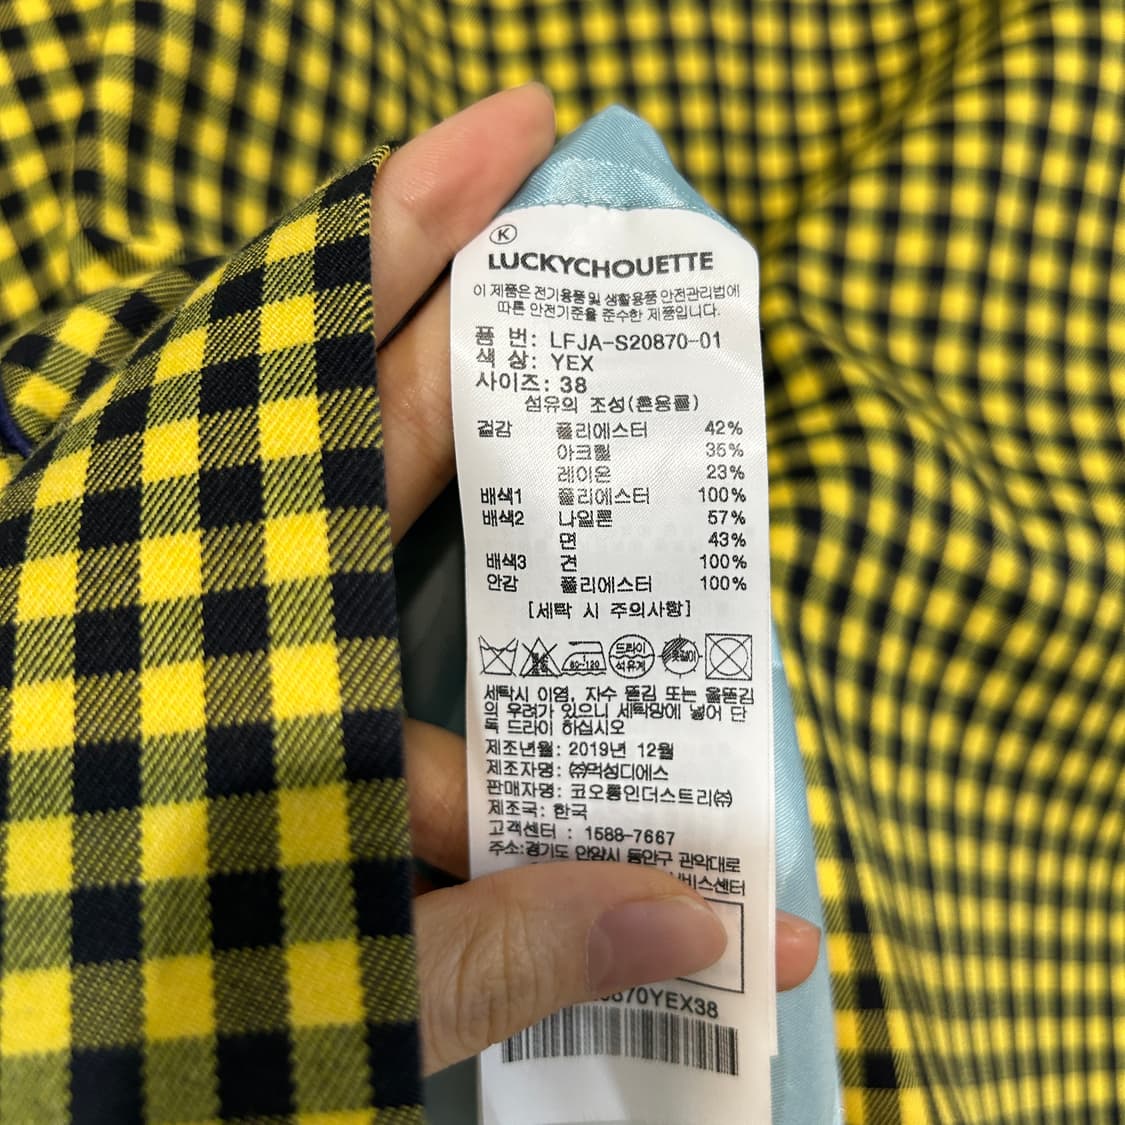 K
LUCKYCHOUETTE
이 제품은 전기용품 및 생활용품 안전관리법에
따른 안전기준을 준수한 제품입니다.
품 번: LFJA-S20870-01
색 상: YEX
사이즈: 38
섬유의 조성(혼용률)
겉감 폴리에스터 42%
아크릴 35%
레이온 23%
배색1 폴리에스터 100%
배색2 나일론 57%
면 43%
배색3 견 100%
안감 폴리에스터 100%
[세탁 시 주의사항]
80~120 드라이 석유계 옷걸이
세탁시 이염, 자수 뜯김 또는 올뜯김
의 우려가 있으니 세탁망에 넣어 단
독 드라이 하십시오
제조년월: 2019년 12월
제조자명: ㈜먹성디에스
판매자명: 코오롱인더스트리㈜
제조국: 한국
고객센터 : 1588-7667
주소:경기도 안양시 동안구 관악대로
비스센터
0870YEX38